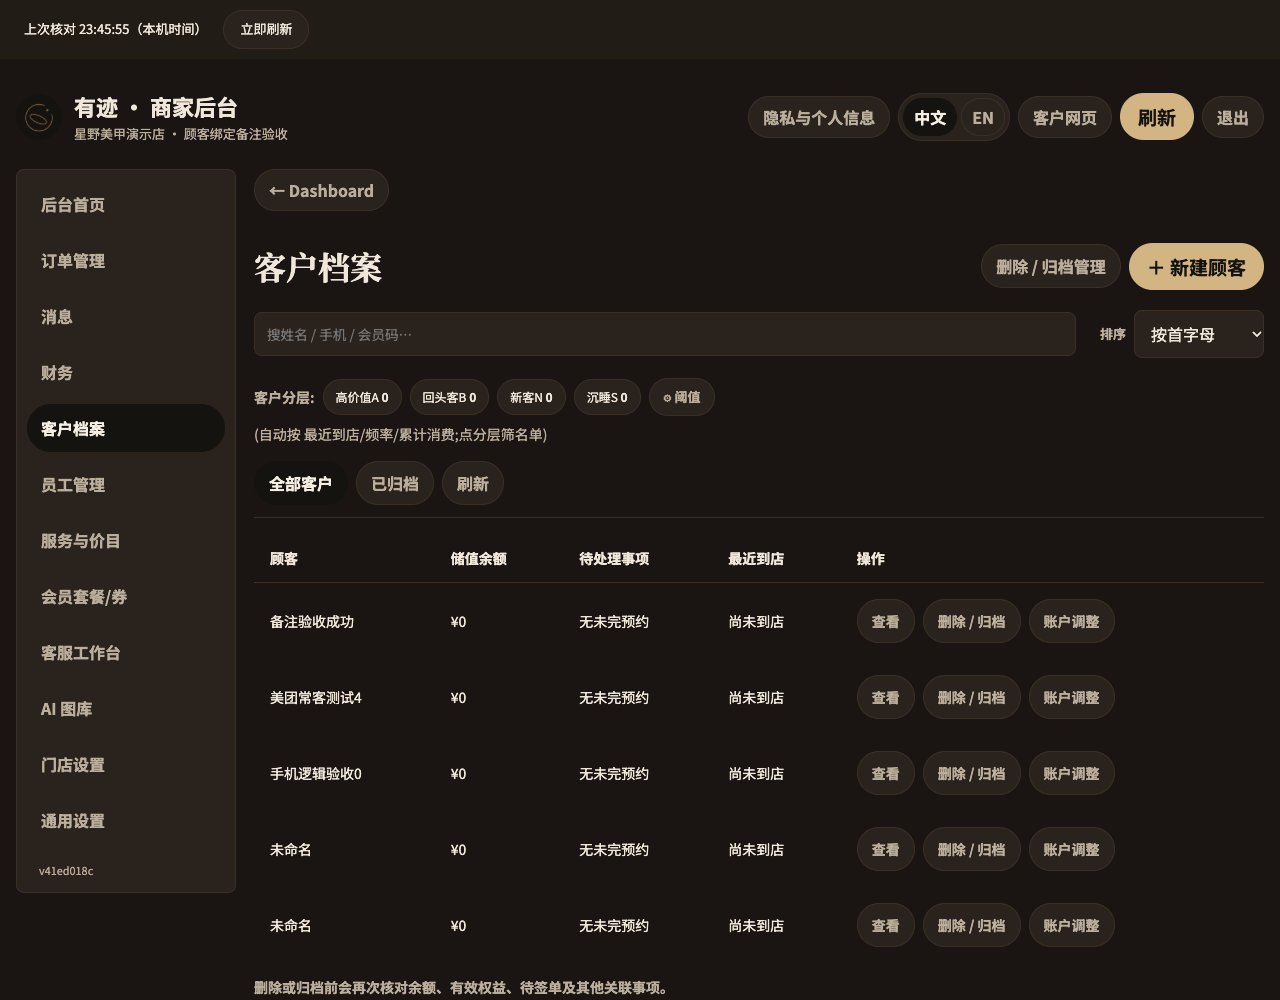 上次核对 23:45:55（本机时间） 立即刷新
有迹 · 商家后台
星野美甲演示店 · 顾客绑定备注验收
隐私与个人信息 中文 EN 客户网页 刷新 退出
后台首页
订单管理
消息
财务
客户档案
员工管理
服务与价目
会员套餐/券
客服工作台
AI 图库
门店设置
通用设置
v41ed018c
← Dashboard
客户档案
删除 / 归档管理 ＋ 新建顾客
搜姓名 / 手机 / 会员码… 排序 按首字母
客户分层: 高价值A 0 回头客B 0 新客N 0 沉睡S 0 ⚙ 阈值
(自动按 最近到店/频率/累计消费;点分层筛名单)
全部客户 已归档 刷新
顾客 储值余额 待处理事项 最近到店 操作
备注验收成功 ¥0 无未完预约 尚未到店 查看 删除 / 归档 账户调整
美团常客测试4 ¥0 无未完预约 尚未到店 查看 删除 / 归档 账户调整
手机逻辑验收0 ¥0 无未完预约 尚未到店 查看 删除 / 归档 账户调整
未命名 ¥0 无未完预约 尚未到店 查看 删除 / 归档 账户调整
未命名 ¥0 无未完预约 尚未到店 查看 删除 / 归档 账户调整
删除或归档前会再次核对余额、有效权益、待签单及其他关联事项。